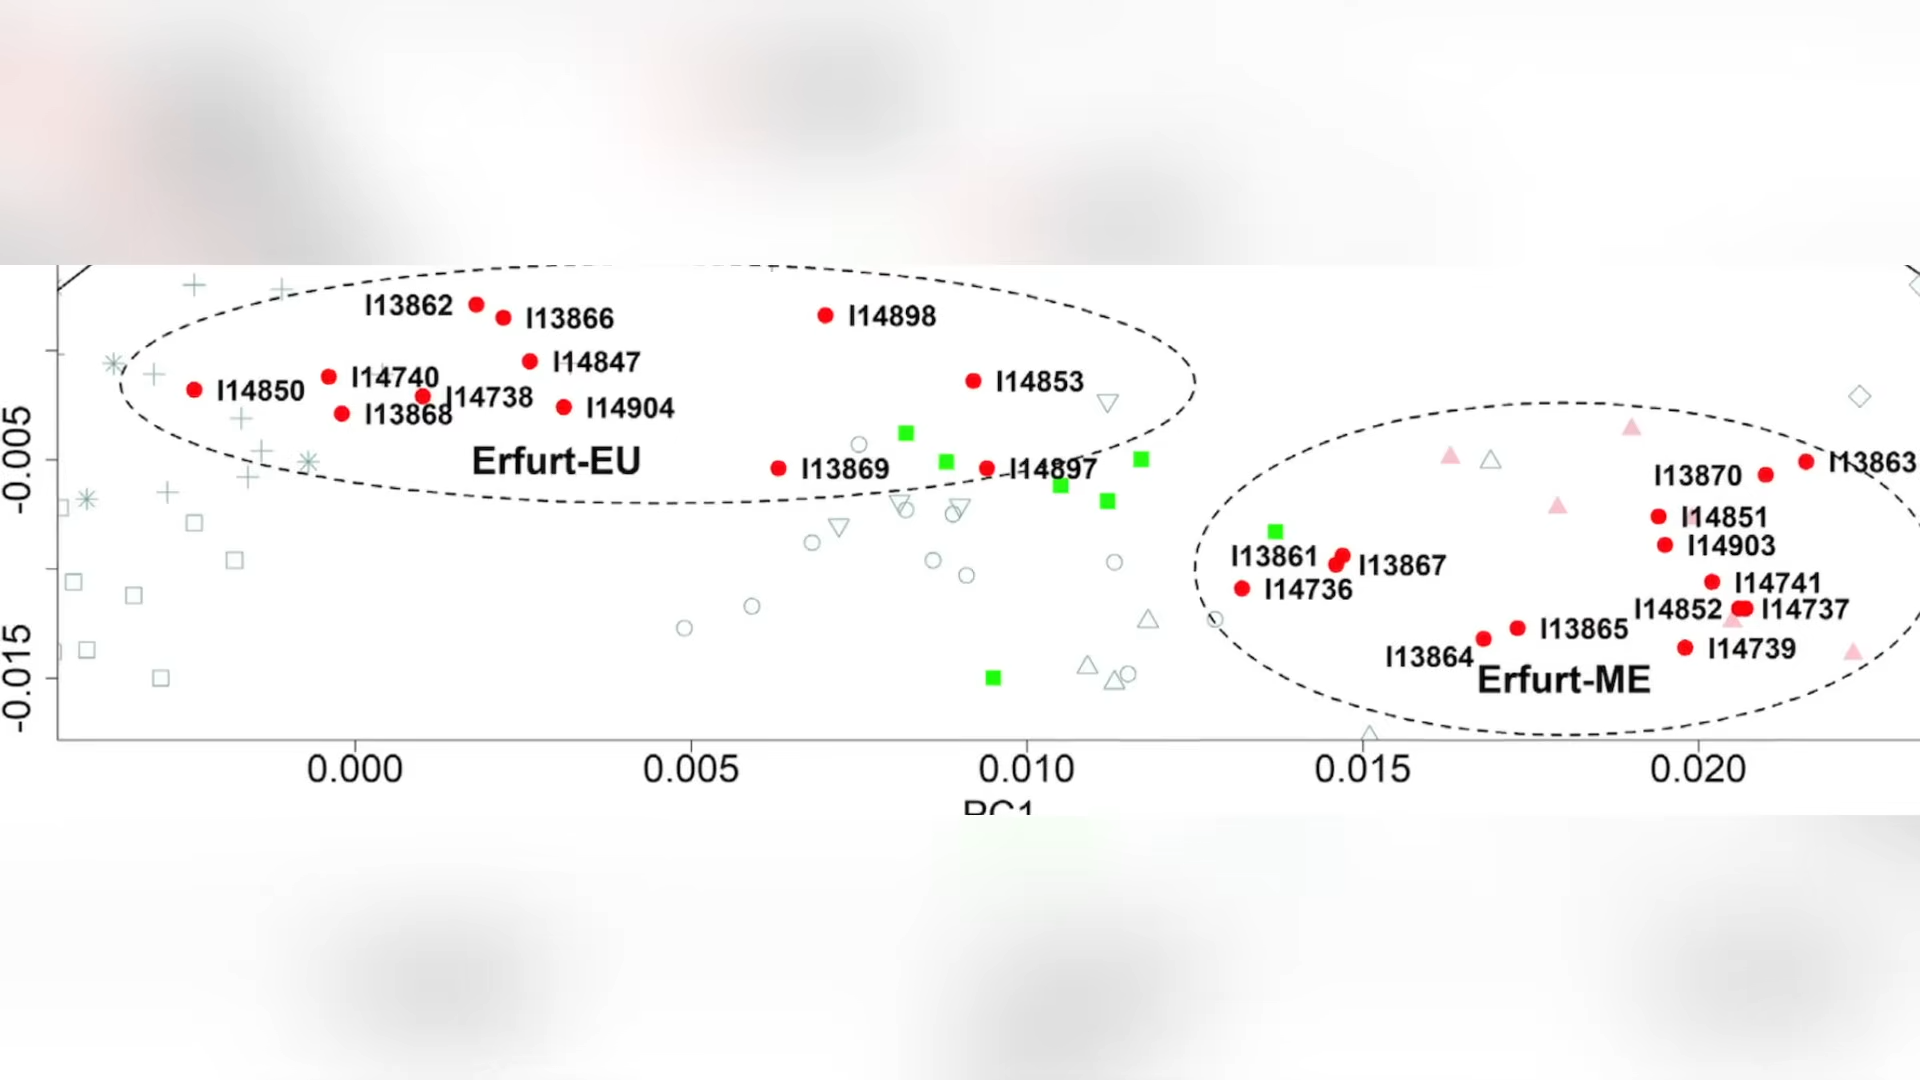 I13862
I13866
I14898
I14847
I14853
I14850
I14740
I14738
I13868
I14904
Erfurt-EU
I13869
I14897
I13870
I13863
I14851
I14903
I13861
I13867
I14736
I14741
I14852
I14737
I13865
I14739
I13864
Erfurt-ME
-0.005
-0.015
0.000
0.005
0.010
0.015
0.020
PC1